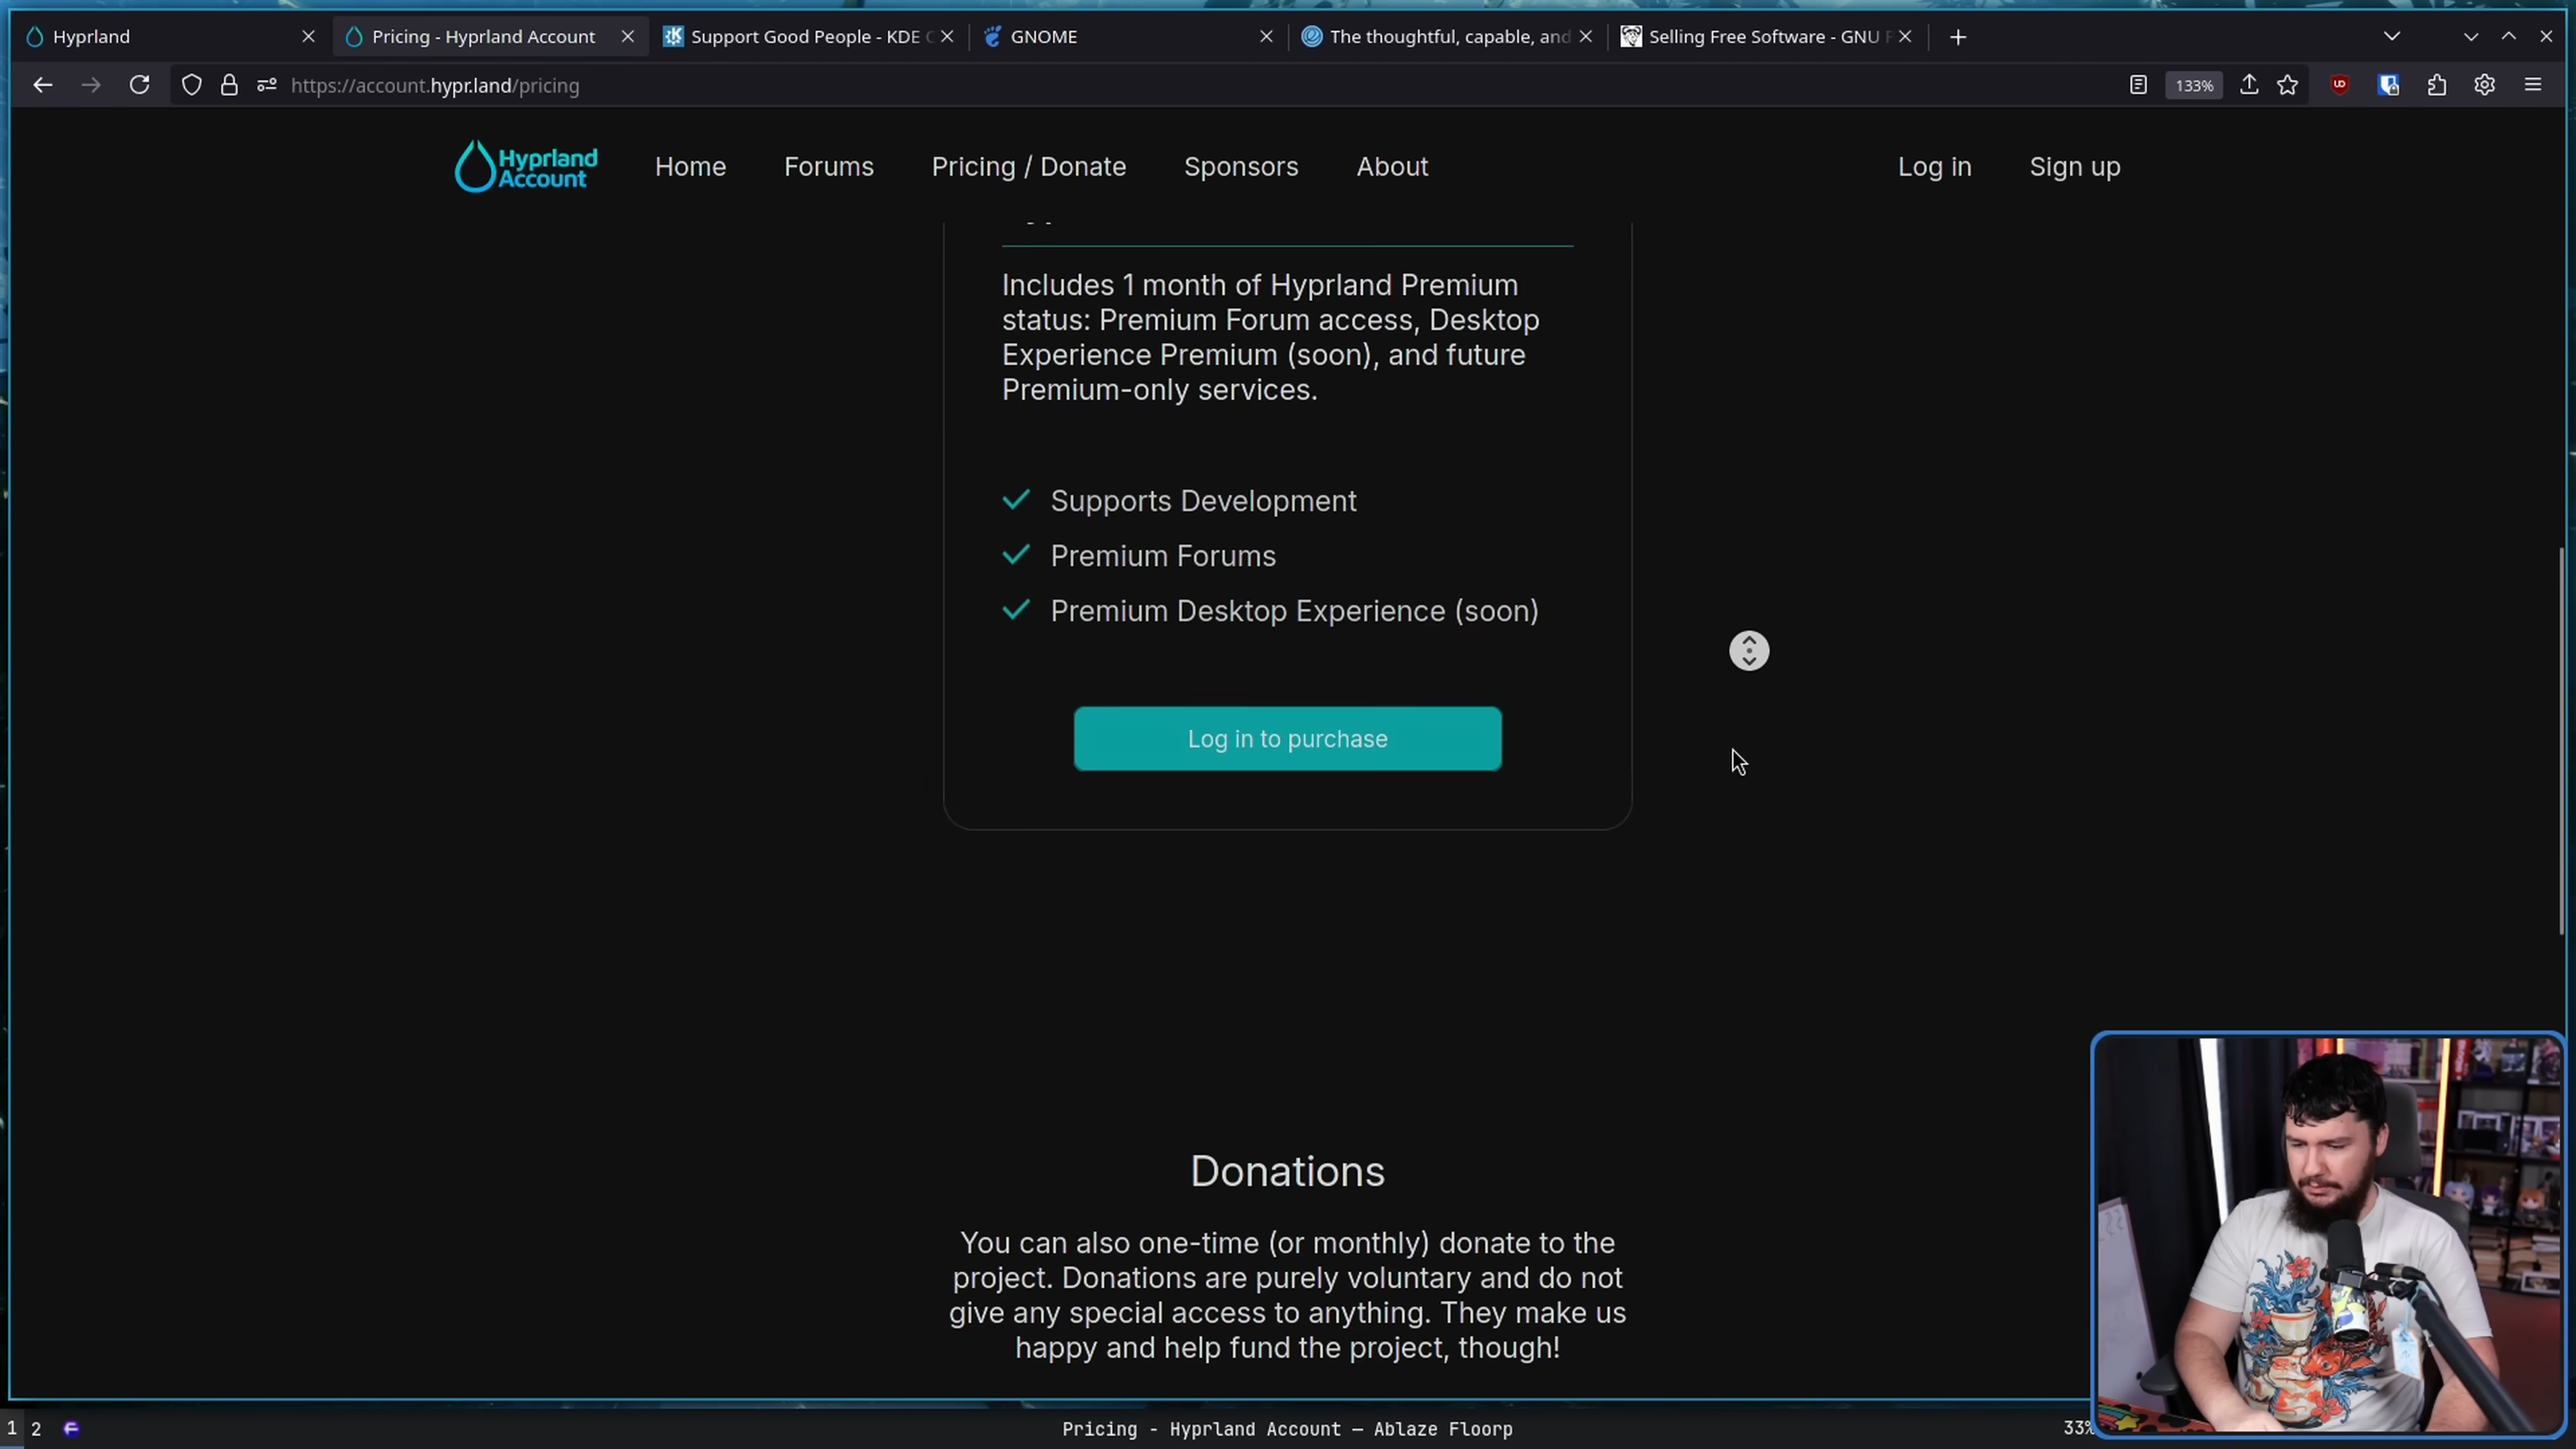 Hyprland
Pricing - Hyprland Account
Support Good People - KDE C
GNOME
The thoughtful, capable, and
Selling Free Software - GNU
https://account.hypr.land/pricing
133%
Hyprland
Account
Home
Forums
Pricing / Donate
Sponsors
About
Log in
Sign up
Includes 1 month of Hyprland Premium
status: Premium Forum access, Desktop
Experience Premium (soon), and future
Premium-only services.
Supports Development
Premium Forums
Premium Desktop Experience (soon)
Log in to purchase
Donations
You can also one-time (or monthly) donate to the
project. Donations are purely voluntary and do not
give any special access to anything. They make us
happy and help fund the project, though!
1 2
Pricing - Hyprland Account — Ablaze Floorp
33%